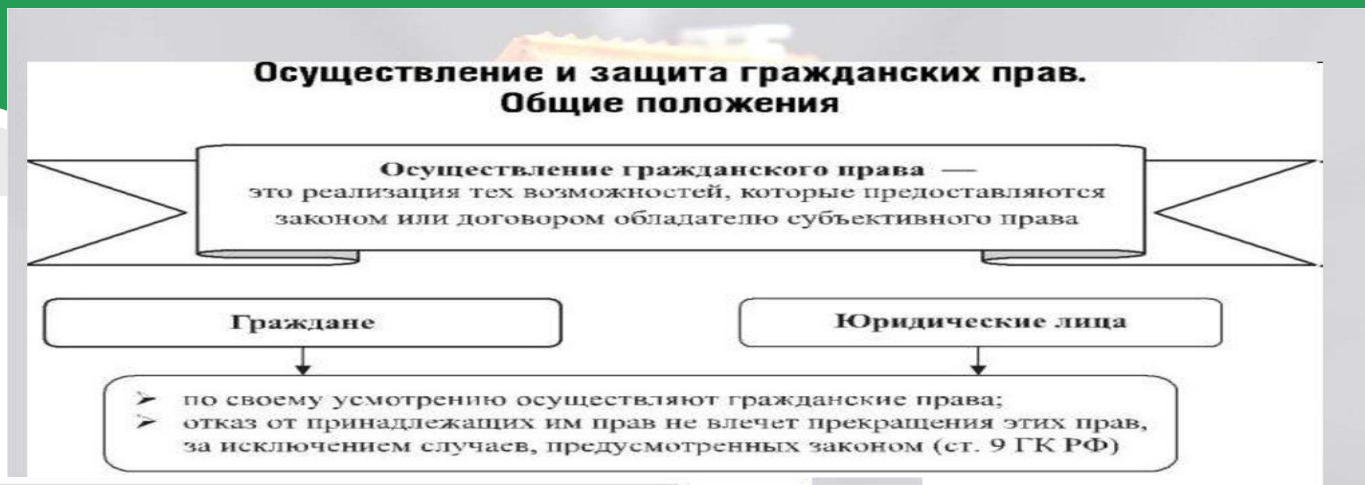 Осуществление и защита гражданских прав.
Общие положения
Осуществление гражданского права —
это реализация тех возможностей, которые предоставляются
законом или договором обладателю субъективного права
Граждане
Юридические лица
➢ по своему усмотрению осуществляют гражданские права;
➢ отказ от принадлежащих им прав не влечет прекращения этих прав,
за исключением случаев, предусмотренных законом (ст. 9 ГК РФ)